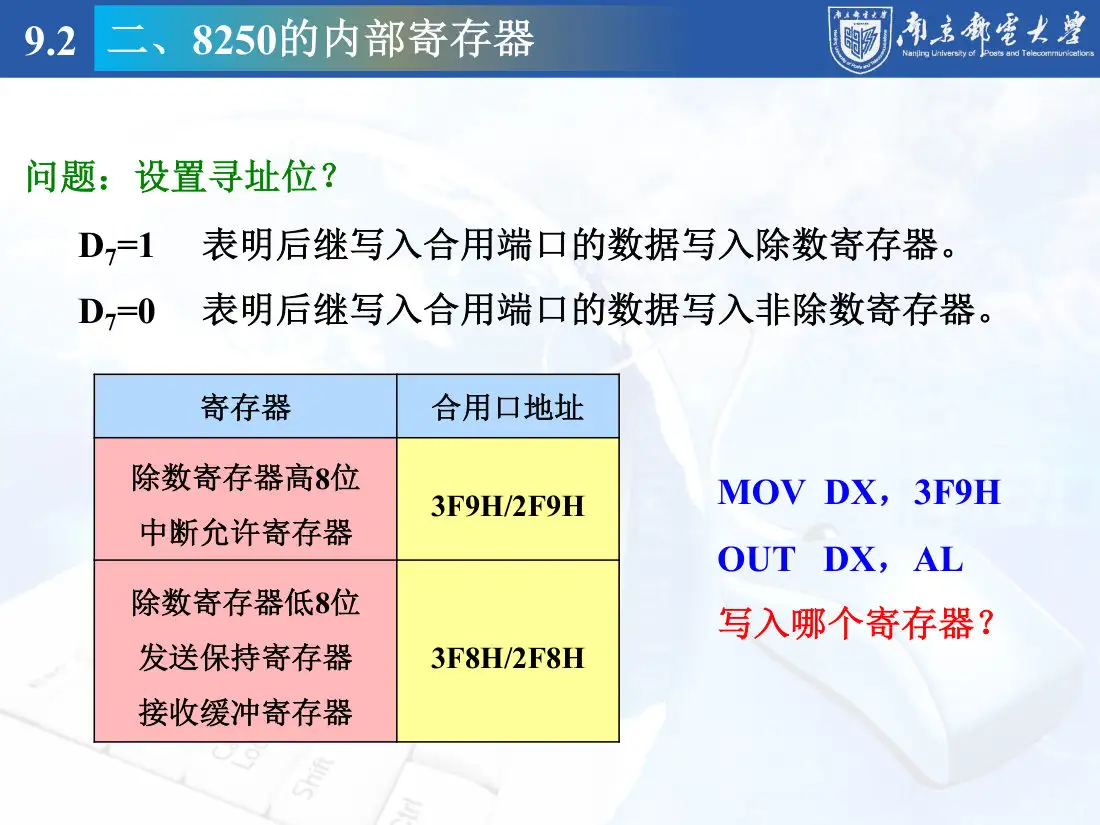 9.2 二、8250的内部寄存器
南京邮电大学
Nanjing University of Posts and Telecommunications
问题：设置寻址位？
D7=1 表明后继写入合用端口的数据写入除数寄存器。
D7=0 表明后继写入合用端口的数据写入非除数寄存器。
寄存器 合用口地址
除数寄存器高8位
中断允许寄存器
3F9H/2F9H
除数寄存器低8位
发送保持寄存器
接收缓冲寄存器
3F8H/2F8H
MOV DX，3F9H
OUT DX，AL
写入哪个寄存器？
Shift
Ctrl